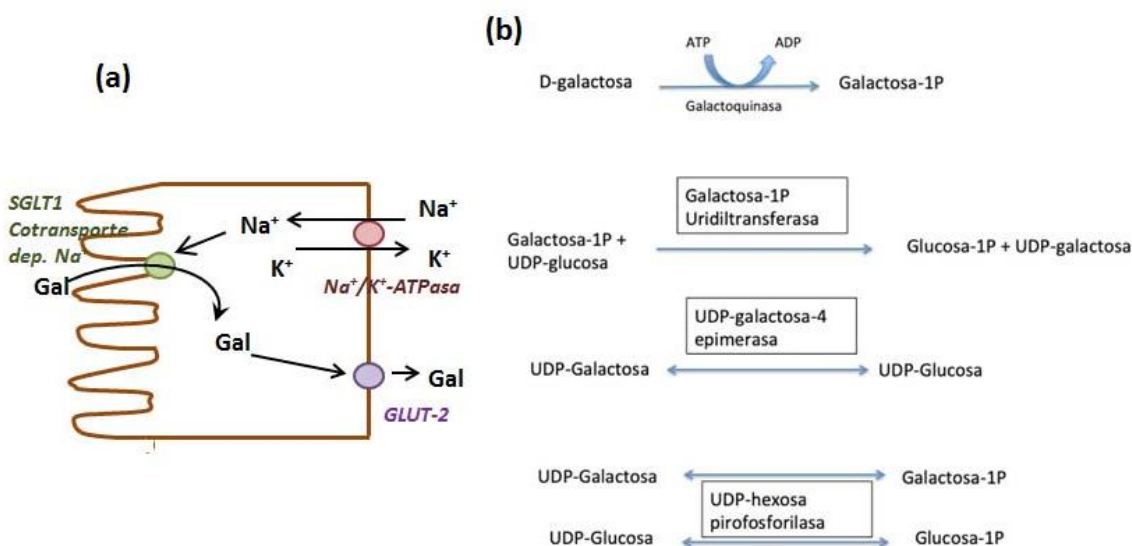 (a)
SGLT1
Cotransporte
dep. Na⁺
Gal
Na⁺
Na⁺
K⁺
K⁺
Na⁺/K⁺-ATPasa
Gal
Gal
GLUT-2
(b)
ATP
ADP
D-galactosa
Galactosa-1P
Galactoquinasa
Galactosa-1P
Uridiltransferasa
Galactosa-1P +
UDP-glucosa
Glucosa-1P + UDP-galactosa
UDP-galactosa-4
epimerasa
UDP-Galactosa
UDP-Glucosa
UDP-Galactosa
Galactosa-1P
UDP-hexosa
pirofosforilasa
UDP-Glucosa
Glucosa-1P